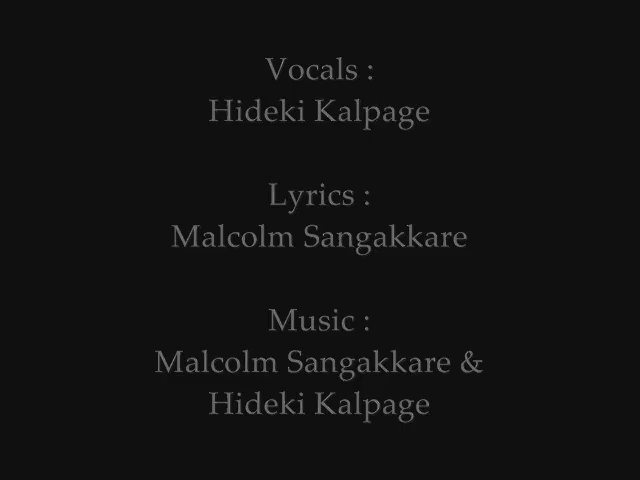 Vocals :
Hideki Kalpage
Lyrics :
Malcolm Sangakkare
Music :
Malcolm Sangakkare &
Hideki Kalpage